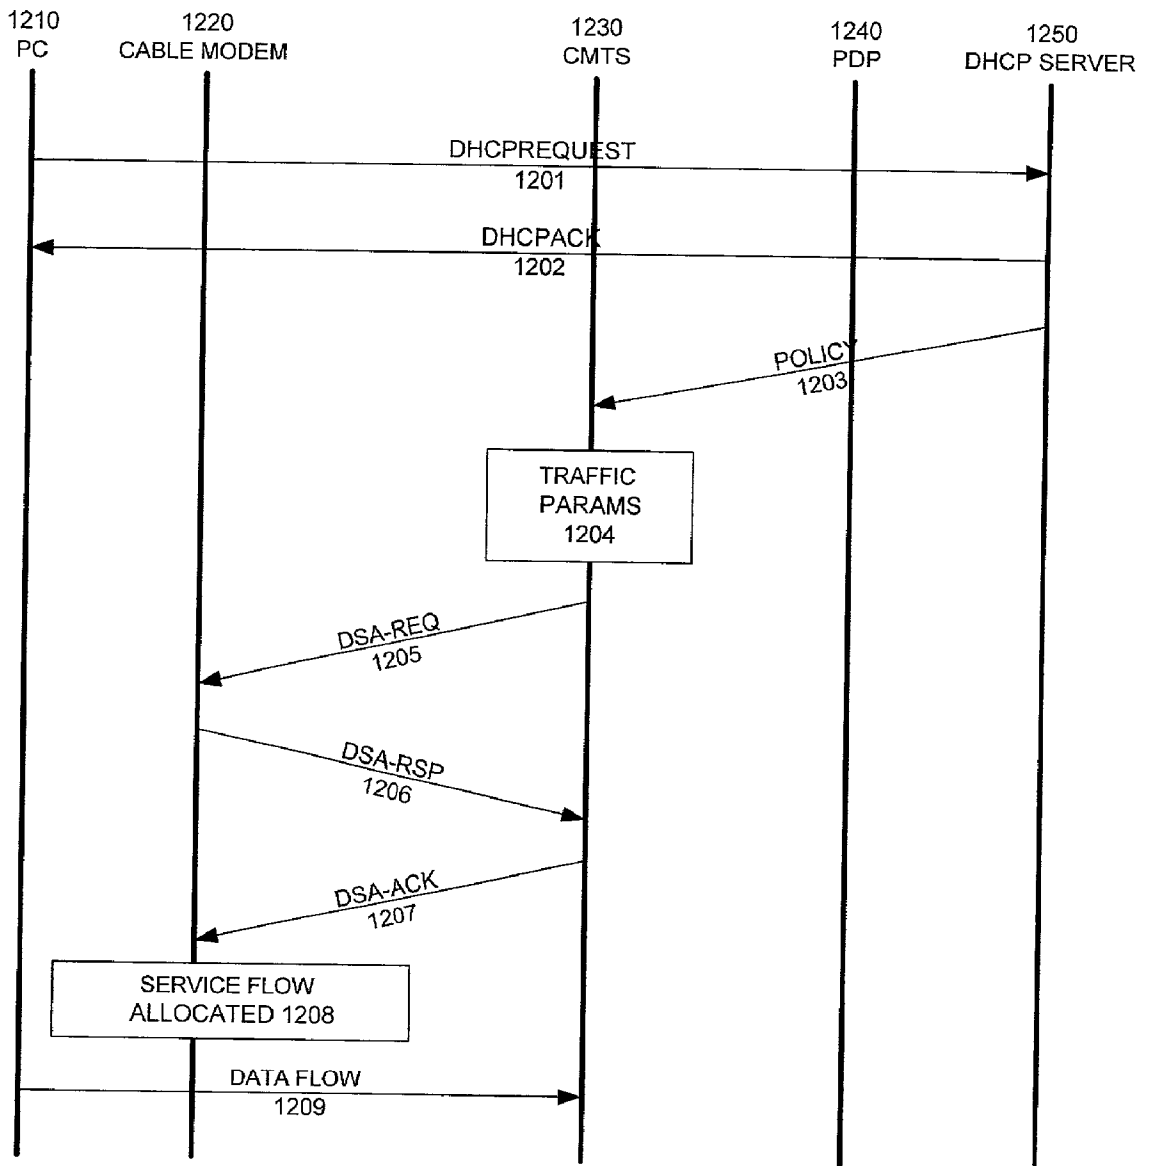 1210
PC
1220
CABLE MODEM
1230
CMTS
1240
PDP
1250
DHCP SERVER
DHCPREQUEST
1201
DHCPACK
1202
POLICY
1203
TRAFFIC
PARAMS
1204
DSA-REQ
1205
DSA-RSP
1206
DSA-ACK
1207
SERVICE FLOW
ALLOCATED 1208
DATA FLOW
1209